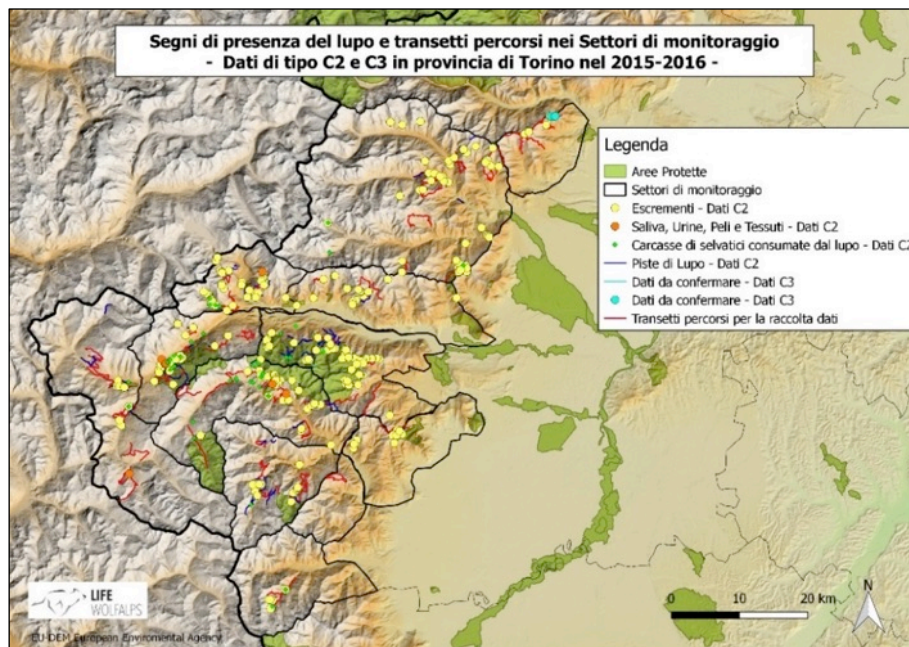 Segni di presenza del lupo e transetti percorsi nei Settori di monitoraggio
- Dati di tipo C2 e C3 in provincia di Torino nel 2015-2016 -
Legenda
Aree Protette
Settori di monitoraggio
Escrementi - Dati C2
Saliva, Urine, Peli e Tessuti - Dati C2
Carcasse di selvatici consumate dal lupo - Dati C2
Piste di Lupo - Dati C2
Dati da confermare - Dati C3
Dati da confermare - Dati C3
Transetti percorsi per la raccolta dati
LIFE
WOLFALPS
0 10 20 km
N
EU-DEM European Enviromental Agency